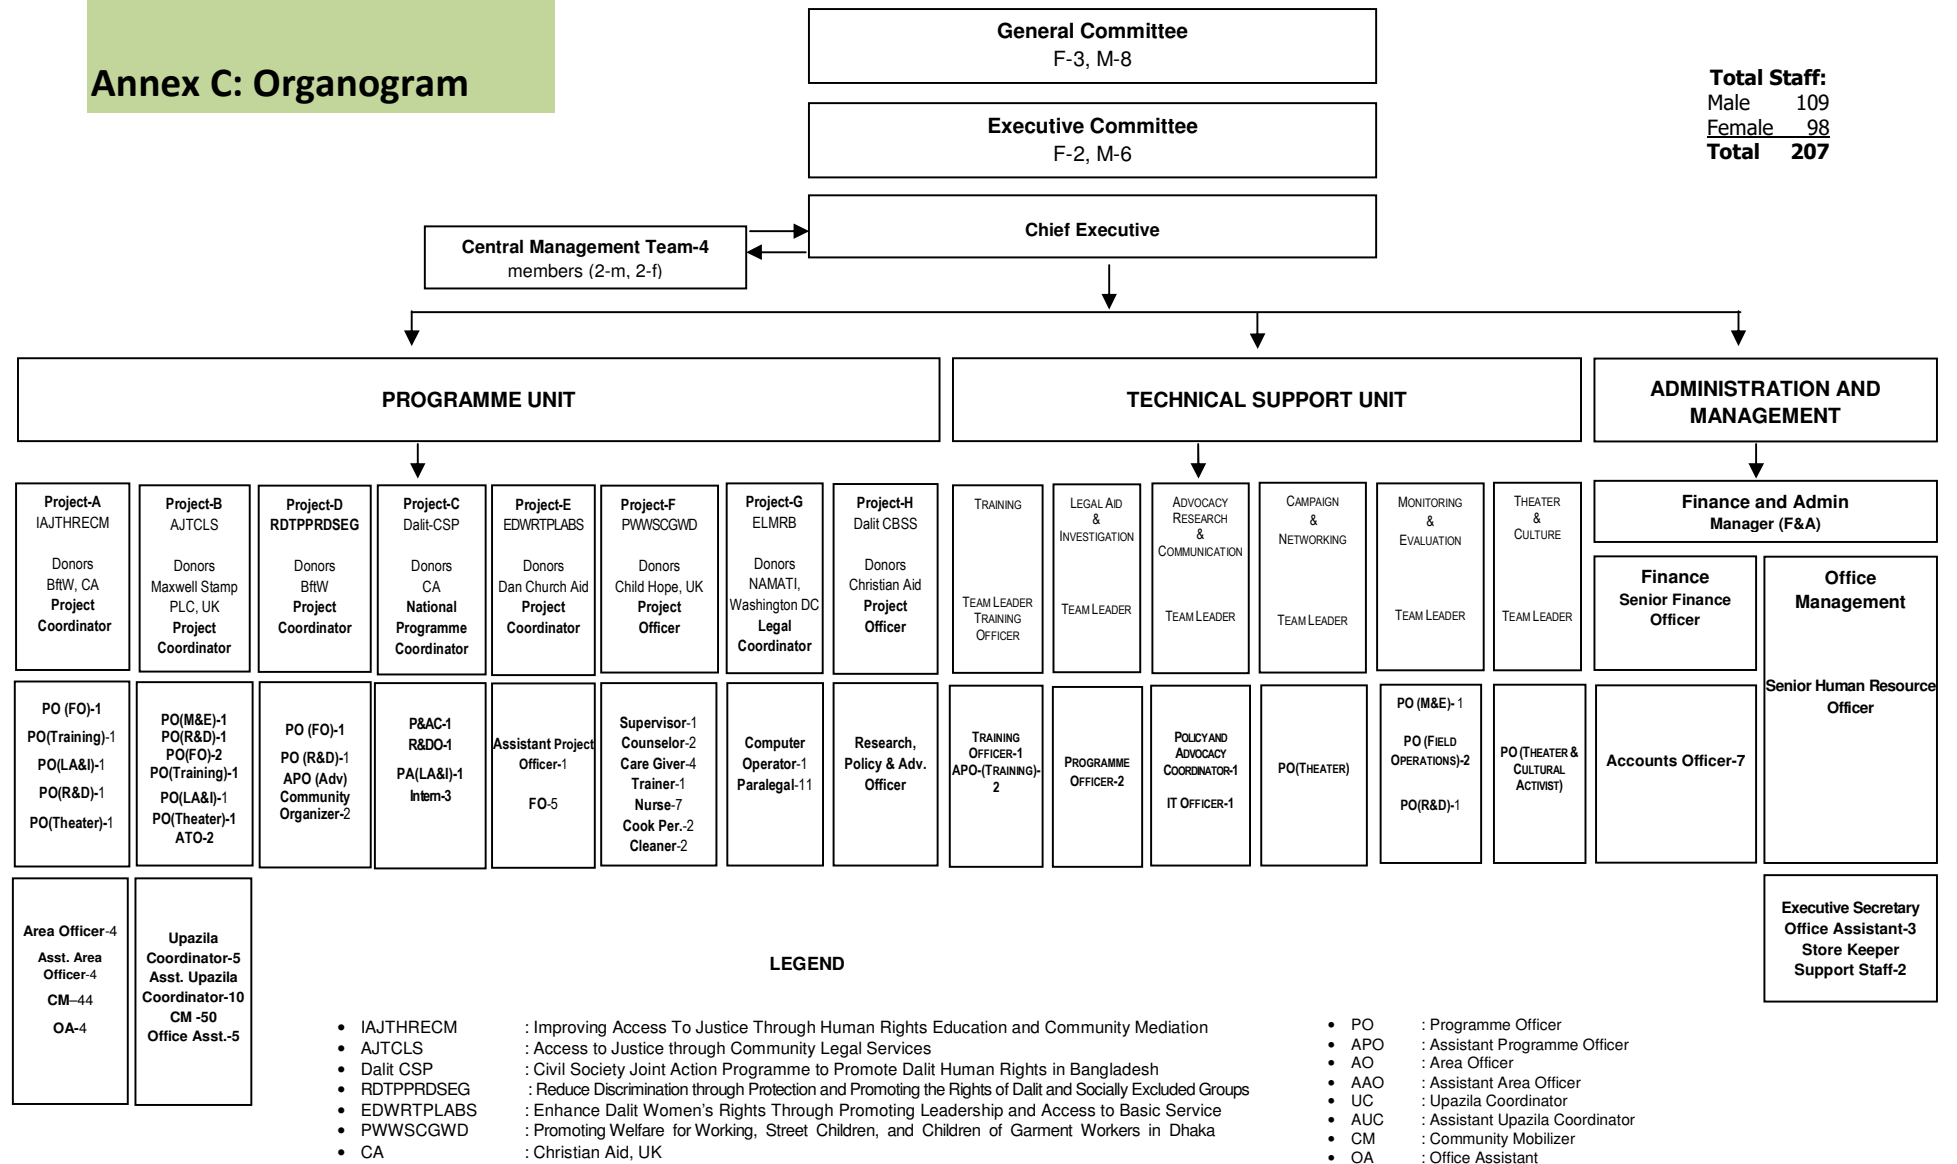 Annex C: Organogram
General Committee
F-3, M-8
Executive Committee
F-2, M-6
Total Staff:
Male 109
Female 98
Total 207
Chief Executive
Central Management Team-4
members (2-m, 2-f)
PROGRAMME UNIT
TECHNICAL SUPPORT UNIT
ADMINISTRATION AND
MANAGEMENT
Project-A
IAJTHRECM
Donors
BftW, CA
Project
Coordinator
Project-B
AJTCLS
Donors
Maxwell Stamp
PLC, UK
Project
Coordinator
Project-D
RDTPPRDSEG
Donors
BftW
Project
Coordinator
Project-C
Dalit-CSP
Donors
CA
National
Programme
Coordinator
Project-E
EDWRTPLABS
Donors
Dan Church Aid
Project
Coordinator
Project-F
PWWSCGWD
Donors
Child Hope, UK
Project
Officer
Project-G
ELMRB
Donors
NAMATI,
Washington DC
Legal
Coordinator
Project-H
Dalit CBSS
Donors
Christian Aid
Project
Officer
TRAINING
TEAM LEADER
TRAINING
OFFICER
LEGAL AID
&
INVESTIGATION
TEAM LEADER
ADVOCACY
RESEARCH
&
COMMUNICATION
TEAM LEADER
CAMPAIGN
&
NETWORKING
TEAM LEADER
MONITORING
&
EVALUATION
TEAM LEADER
THEATER
&
CULTURE
TEAM LEADER
Finance and Admin
Manager (F&A)
Finance
Senior Finance
Officer
Office
Management
Senior Human Resource
Officer
PO (FO)-1
PO(Training)-1
PO(LA&I)-1
PO(R&D)-1
PO(Theater)-1
PO(M&E)-1
PO(R&D)-1
PO(FO)-2
PO(Training)-1
PO(LA&I)-1
PO(Theater)-1
ATO-2
PO (FO)-1
PO (R&D)-1
APO (Adv)
Community
Organizer-2
P&AC-1
R&DO-1
PA(LA&I)-1
Intern-3
Assistant Project
Officer-1
FO-5
Supervisor-1
Counselor-2
Care Giver-4
Trainer-1
Nurse-7
Cook Per.-2
Cleaner-2
Computer
Operator-1
Paralegal-11
Research,
Policy & Adv.
Officer
TRAINING
OFFICER-1
APO-(TRAINING)-
2
PROGRAMME
OFFICER-2
POLICY AND
ADVOCACY
COORDINATOR-1
IT OFFICER-1
PO(THEATER)
PO (M&E)- 1
PO (FIELD
OPERATIONS)-2
PO(R&D)-1
PO (THEATER &
CULTURAL
ACTIVIST)
Accounts Officer-7
Area Officer-4
Asst. Area
Officer-4
CM–44
OA-4
Upazila
Coordinator-5
Asst. Upazila
Coordinator-10
CM -50
Office Asst.-5
Executive Secretary
Office Assistant-3
Store Keeper
Support Staff-2
LEGEND
• IAJTHRECM : Improving Access To Justice Through Human Rights Education and Community Mediation
• AJTCLS : Access to Justice through Community Legal Services
• Dalit CSP : Civil Society Joint Action Programme to Promote Dalit Human Rights in Bangladesh
• RDTPPRDSEG : Reduce Discrimination through Protection and Promoting the Rights of Dalit and Socially Excluded Groups
• EDWRTPLABS : Enhance Dalit Women's Rights Through Promoting Leadership and Access to Basic Service
• PWWSCGWD : Promoting Welfare for Working, Street Children, and Children of Garment Workers in Dhaka
• CA : Christian Aid, UK
• PO : Programme Officer
• APO : Assistant Programme Officer
• AO : Area Officer
• AAO : Assistant Area Officer
• UC : Upazila Coordinator
• AUC : Assistant Upazila Coordinator
• CM : Community Mobilizer
• OA : Office Assistant